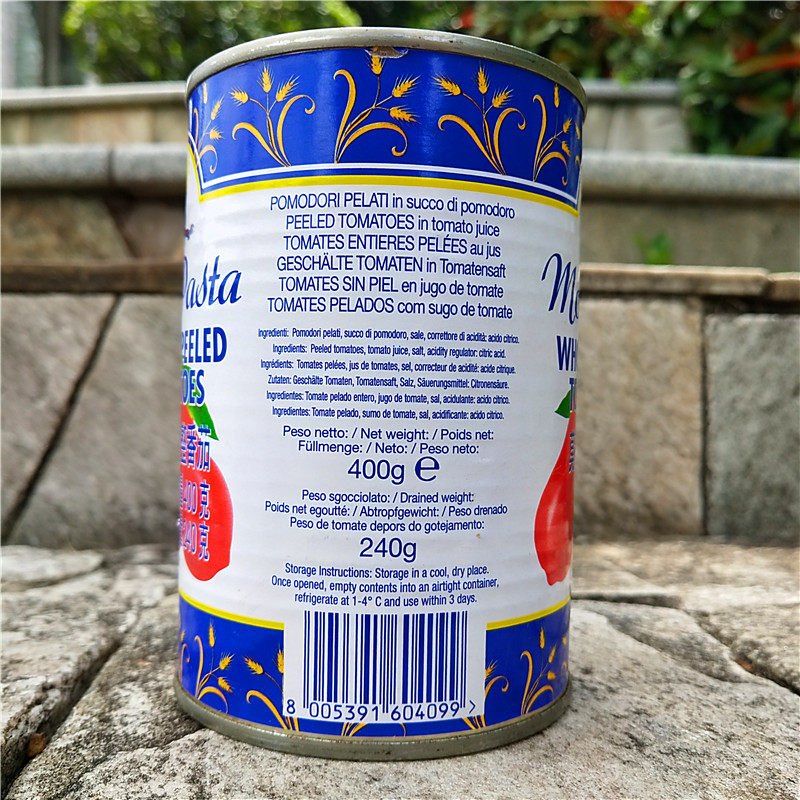 POMODORI PELATI in succo di pomodoro
PEELED TOMATOES in tomato juice
TOMATES ENTIERES PELÉES au jus
GESCHÄLTE TOMATEN in Tomatensaft
TOMATES SIN PIEL en jugo de tomate
TOMATES PELADOS com sugo de tomate
Ingredienti: Pomodori pelati, succo di pomodoro, sale, correttore di acidità: acido citrico.
Ingredients: Peeled tomatoes, tomato juice, salt, acidity regulator: citric acid.
Ingrédients: Tomates pelées, jus de tomates, sel, correcteur de acidité: acide citrique.
Zutaten: Geschälte Tomaten, Tomatensaft, Salz, Säuerungsmittel: Citronensäure.
Ingredientes: Tomate pelado entero, jugo de tomate, sal, acidulante: acido citrico.
Ingredientes: Tomate pelado, sumo de tomate, sal, acidificante: acido citrico.
Peso netto: / Net weight: / Poids net:
Füllmenge: / Neto: / Peso neto:
400g ℮
Peso sgocciolato: / Drained weight:
Poids net egoutté: / Abtropfgewicht: / Peso drenado
Peso de tomate depors do gotejamento:
240g
Storage Instructions: Storage in a cool, dry place.
Once opened, empty contents into an airtight container,
refrigerate at 1-4° C and use within 3 days.
8 005391 604099 >
Pasta
PEELED
番茄
400 克
240 克
WH